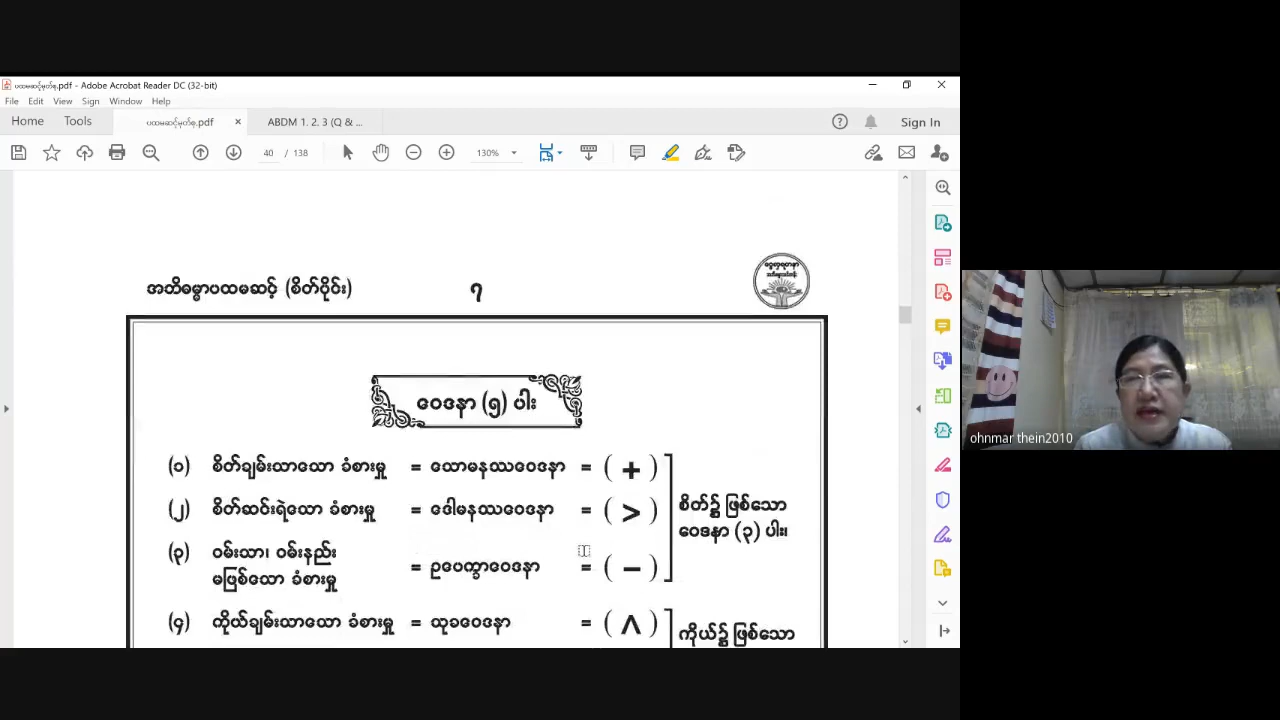 ပထမဆင့်မှတ်စု.pdf - Adobe Acrobat Reader DC (32-bit)
File Edit View Sign Window Help
Home Tools ပထမဆင့်မှတ်စု.pdf × ABDM 1. 2. 3 (Q & ... Sign In
40 / 138 130%
အဘိဓမ္မာပထမဆင့် (စိတ်ပိုင်း) ၇
ဝေဒနာ (၅) ပါး
(၁) စိတ်ချမ်းသာသော ခံစားမှု = သောမနဿဝေဒနာ = ( + )
(၂) စိတ်ဆင်းရဲသော ခံစားမှု = ဒေါမနဿဝေဒနာ = ( > )
စိတ်၌ ဖြစ်သော
ဝေဒနာ (၃) ပါး၊
(၃) ဝမ်းသာ၊ ဝမ်းနည်း
မဖြစ်သော ခံစားမှု = ဥပေက္ခာဝေဒနာ = ( – )
(၄) ကိုယ်ချမ်းသာသော ခံစားမှု = သုခဝေဒနာ = ( ʌ )
ကိုယ်၌ ဖြစ်သော
ohnmar thein2010